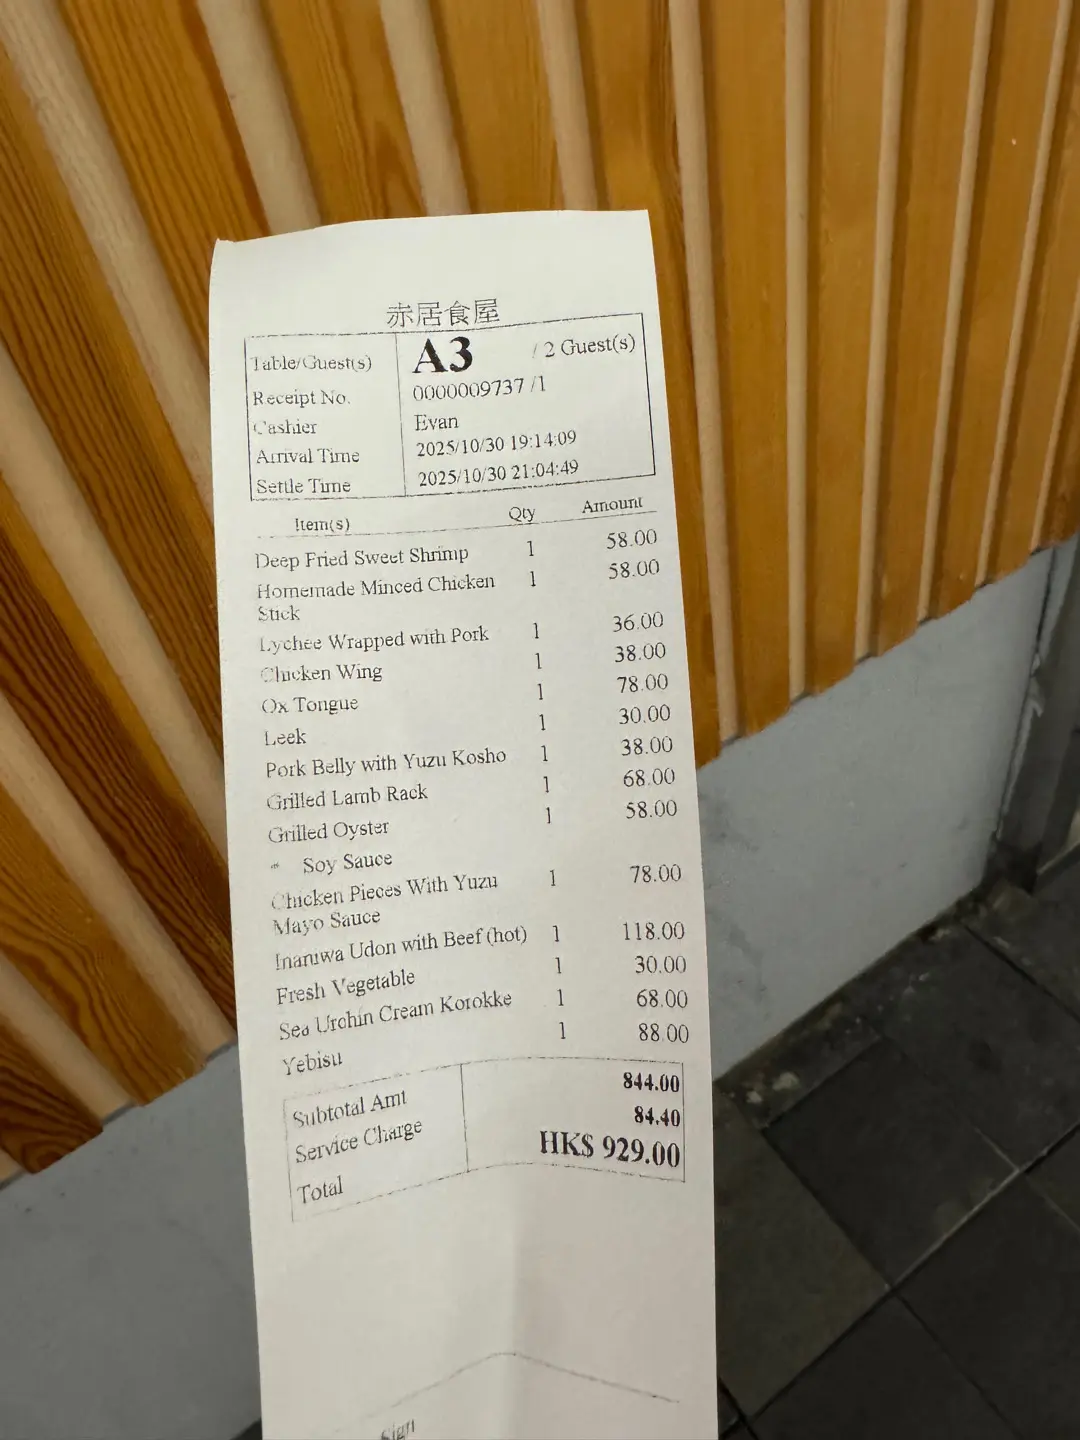 赤居食屋
Table/Guest(s) A3 / 2 Guest(s)
Receipt No. 0000009737 /1
Cashier Evan
Arrival Time 2025/10/30 19:14:09
Settle Time 2025/10/30 21:04:49
Item(s) Qty Amount
Deep Fried Sweet Shrimp 1 58.00
Homemade Minced Chicken 1 58.00
Stick
Lychee Wrapped with Pork 1 36.00
Chicken Wing 1 38.00
Ox Tongue 1 78.00
Leek 1 30.00
Pork Belly with Yuzu Kosho 1 38.00
Grilled Lamb Rack 1 68.00
Grilled Oyster 1 58.00
* Soy Sauce
Chicken Pieces With Yuzu 1 78.00
Mayo Sauce
Inaniwa Udon with Beef (hot) 1 118.00
Fresh Vegetable 1 30.00
Sea Urchin Cream Korokke 1 68.00
Yebisu 1 88.00
Subtotal Amt 844.00
Service Charge 84.40
Total HK$ 929.00
Sign